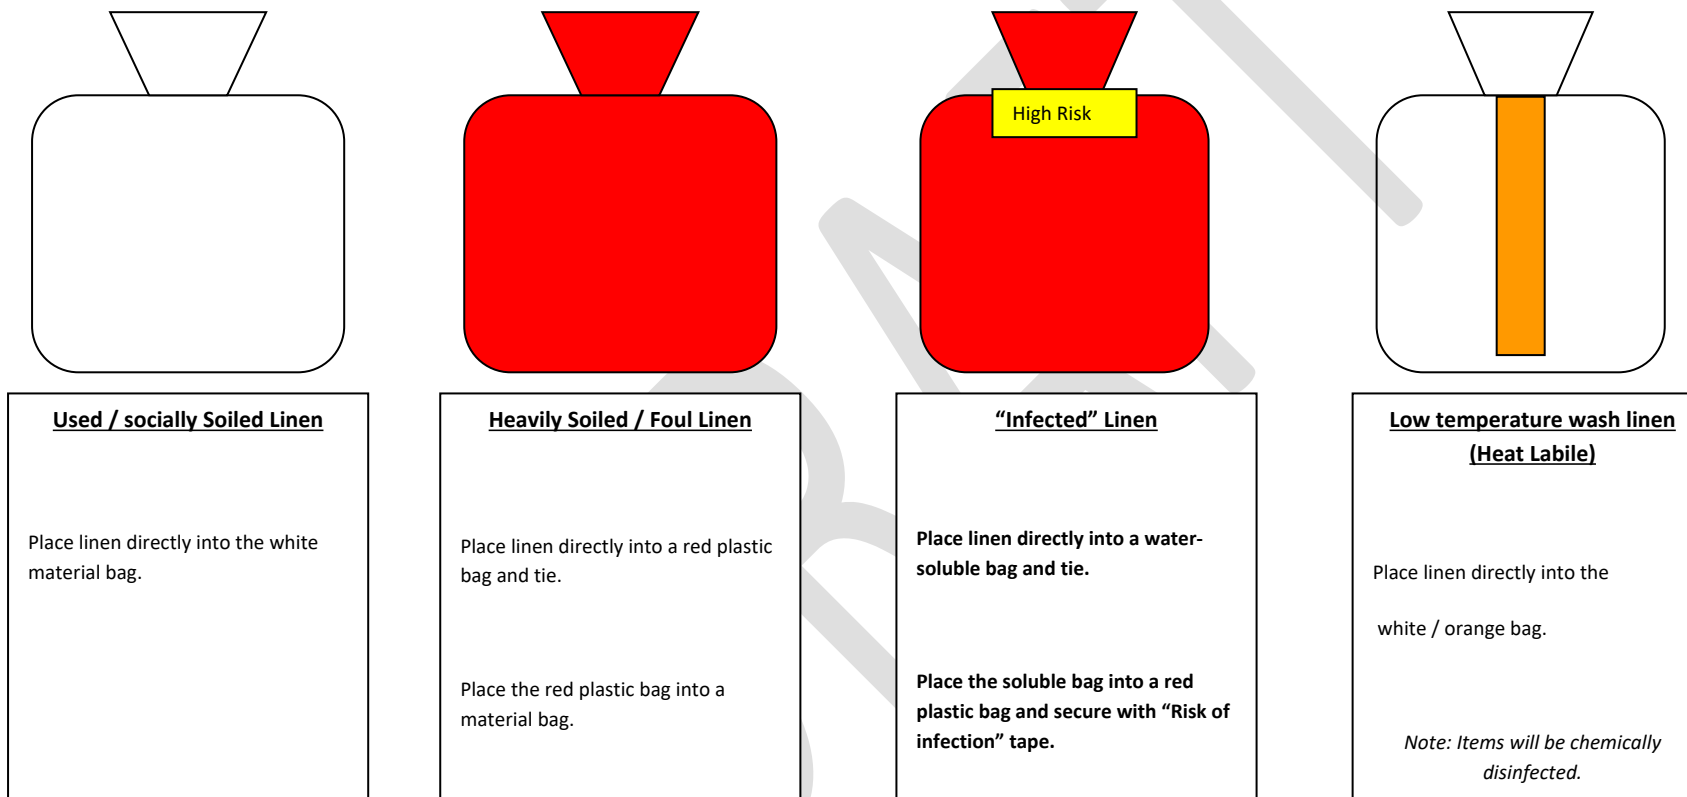 High Risk
Used / socially Soiled Linen
Place linen directly into the white
material bag.
Heavily Soiled / Foul Linen
Place linen directly into a red plastic
bag and tie.
Place the red plastic bag into a
material bag.
“Infected” Linen
Place linen directly into a water-
soluble bag and tie.
Place the soluble bag into a red
plastic bag and secure with “Risk of
infection” tape.
Low temperature wash linen
(Heat Labile)
Place linen directly into the
white / orange bag.
Note: Items will be chemically
disinfected.